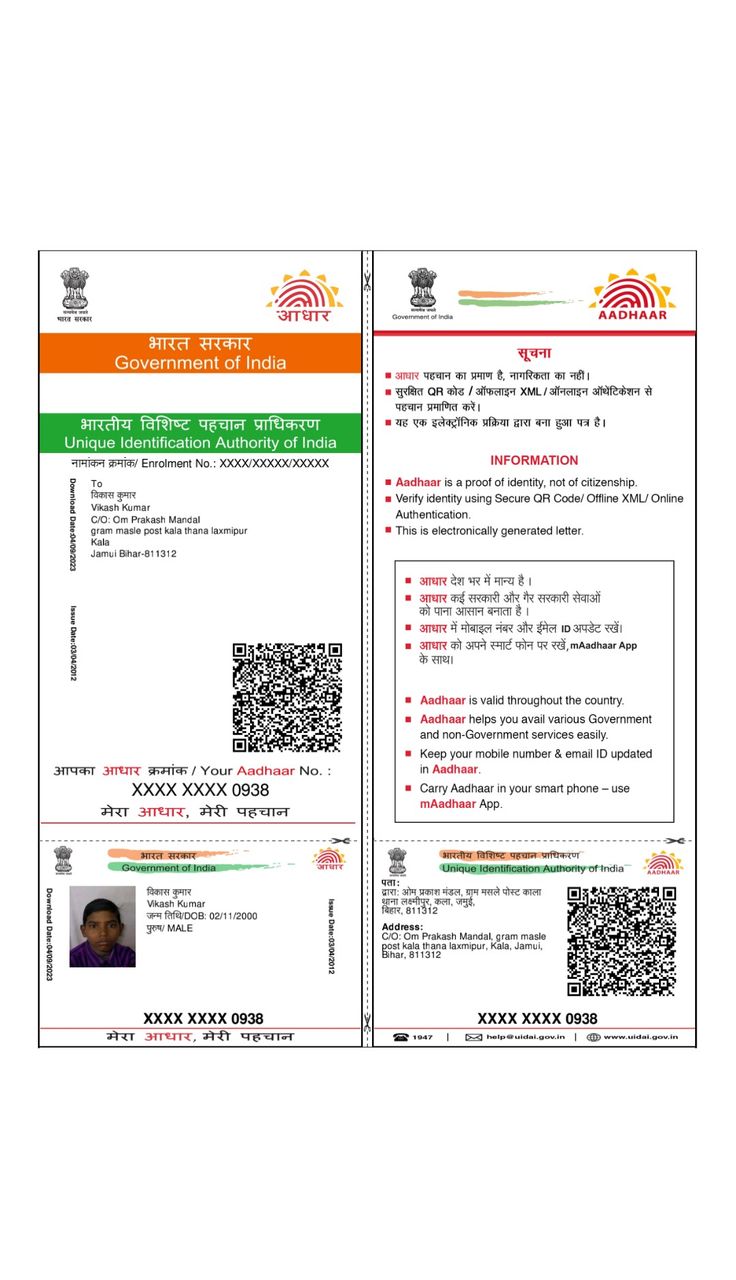 सत्यमेव जयते
भारत सरकार
आधार
भारत सरकार
Government of India
भारतीय विशिष्ट पहचान प्राधिकरण
Unique Identification Authority of India
नामांकन क्रमांक/ Enrolment No.: XXXX/XXXXX/XXXXX
Download Date:04/09/2023
To
विकास कुमार
Vikash Kumar
C/O: Om Prakash Mandal
gram masle post kala thana laxmipur
Kala
Jamui Bihar-811312
Issue Date:03/04/2012
आपका आधार क्रमांक / Your Aadhaar No. :
XXXX XXXX 0938
मेरा आधार, मेरी पहचान
सत्यमेव जयते
Government of India
AADHAAR
सूचना
आधार पहचान का प्रमाण है, नागरिकता का नहीं।
सुरक्षित QR कोड / ऑफलाइन XML / ऑनलाइन ऑथेंटिकेशन से
पहचान प्रमाणित करें।
यह एक इलेक्ट्रॉनिक प्रक्रिया द्वारा बना हुआ पत्र है।
INFORMATION
Aadhaar is a proof of identity, not of citizenship.
Verify identity using Secure QR Code/ Offline XML/ Online
Authentication.
This is electronically generated letter.
आधार देश भर में मान्य है ।
आधार कई सरकारी और गैर सरकारी सेवाओं
को पाना आसान बनाता है ।
आधार में मोबाइल नंबर और ईमेल ID अपडेट रखें।
आधार को अपने स्मार्ट फोन पर रखें, mAadhaar App
के साथ।
Aadhaar is valid throughout the country.
Aadhaar helps you avail various Government
and non-Government services easily.
Keep your mobile number & email ID updated
in Aadhaar.
Carry Aadhaar in your smart phone – use
mAadhaar App.
भारत सरकार
Government of India
आधार
Download Date:04/09/2023
विकास कुमार
Vikash Kumar
जन्म तिथि/DOB: 02/11/2000
पुरुष/ MALE
Issue Date:03/04/2012
XXXX XXXX 0938
मेरा आधार, मेरी पहचान
भारतीय विशिष्ट पहचान प्राधिकरण
Unique Identification Authority of India
AADHAAR
पता:
द्वारा: ओम प्रकाश मंडल, ग्राम मसले पोस्ट काला
थाना लक्ष्मीपुर, कला, जमुई,
बिहार, 811312
Address:
C/O: Om Prakash Mandal, gram masle
post kala thana laxmipur, Kala, Jamui,
Bihar, 811312
XXXX XXXX 0938
1947 | help@uidai.gov.in | www.uidai.gov.in